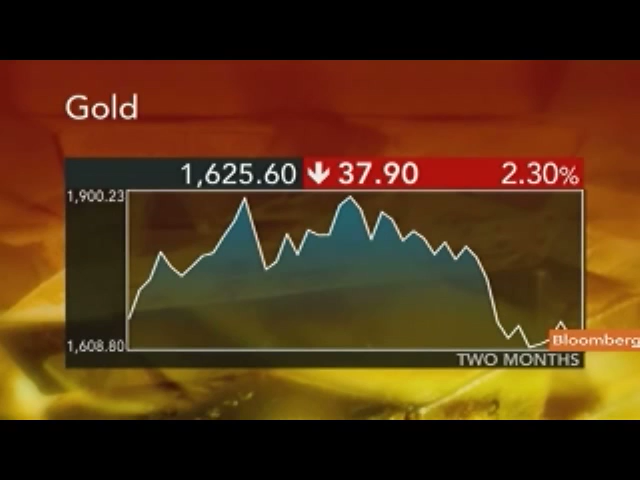 Gold
1,625.60 37.90 2.30%
1,900.23
1,608.80
Bloomberg
TWO MONTHS